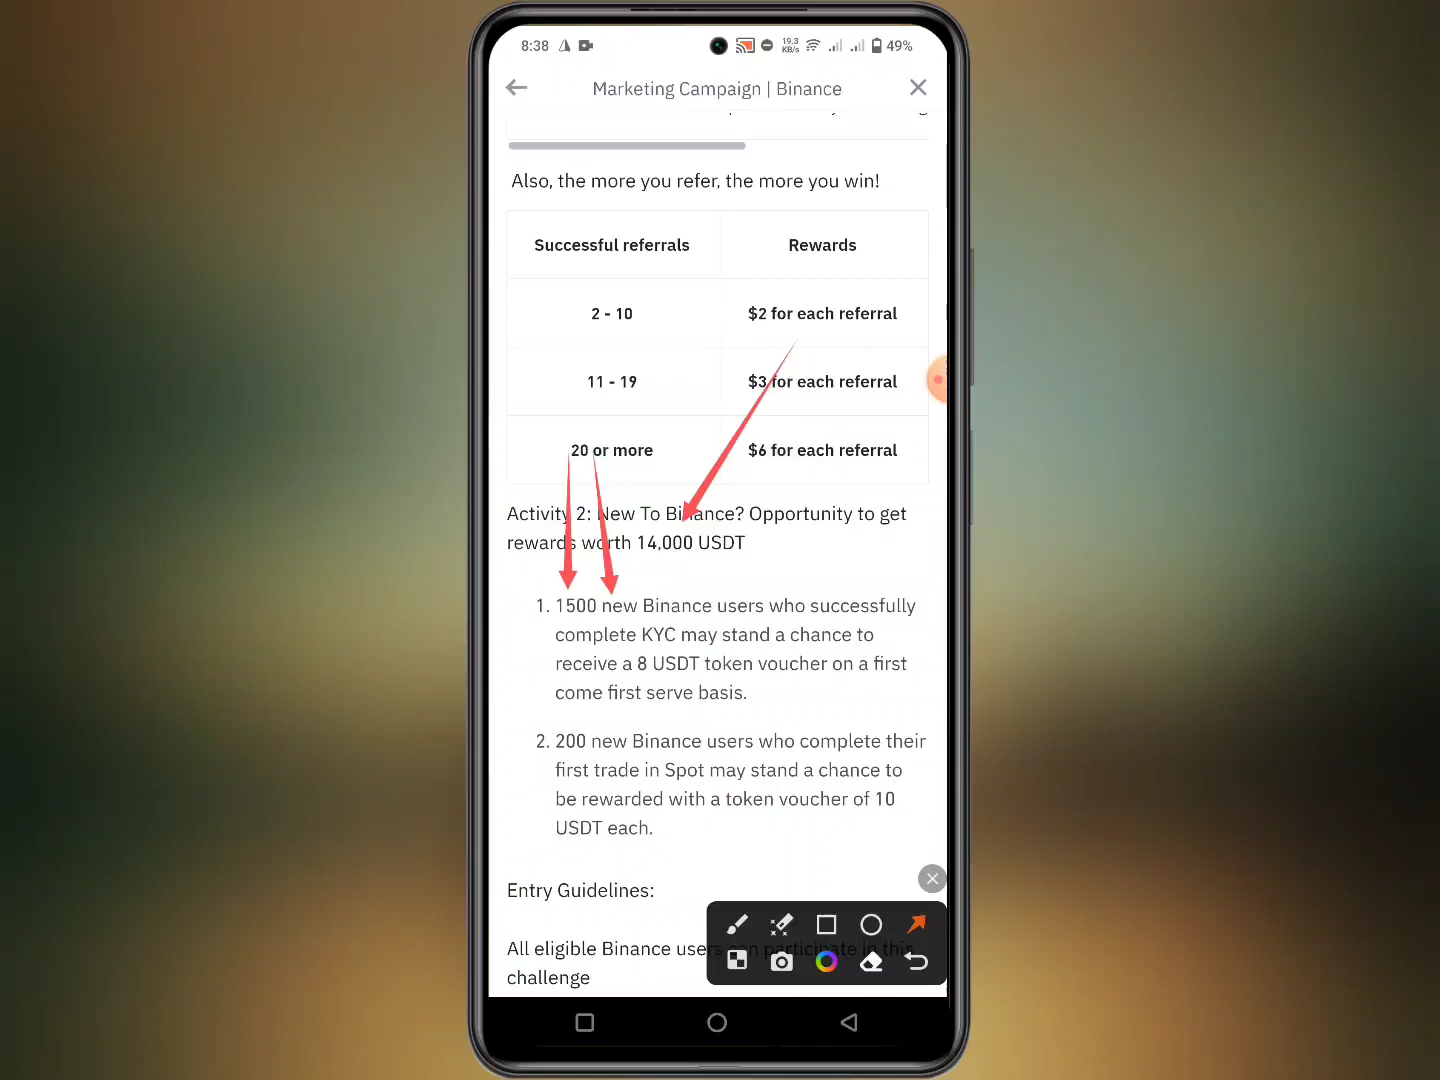 8:38
19.3 KB/s
49%
Marketing Campaign | Binance
Also, the more you refer, the more you win!
Successful referrals Rewards
2 - 10 $2 for each referral
11 - 19 $3 for each referral
20 or more $6 for each referral
Activity 2: New To Binance? Opportunity to get
rewards worth 14,000 USDT
1. 1500 new Binance users who successfully
complete KYC may stand a chance to
receive a 8 USDT token voucher on a first
come first serve basis.
2. 200 new Binance users who complete their
first trade in Spot may stand a chance to
be rewarded with a token voucher of 10
USDT each.
Entry Guidelines:
All eligible Binance users can participate in this
challenge